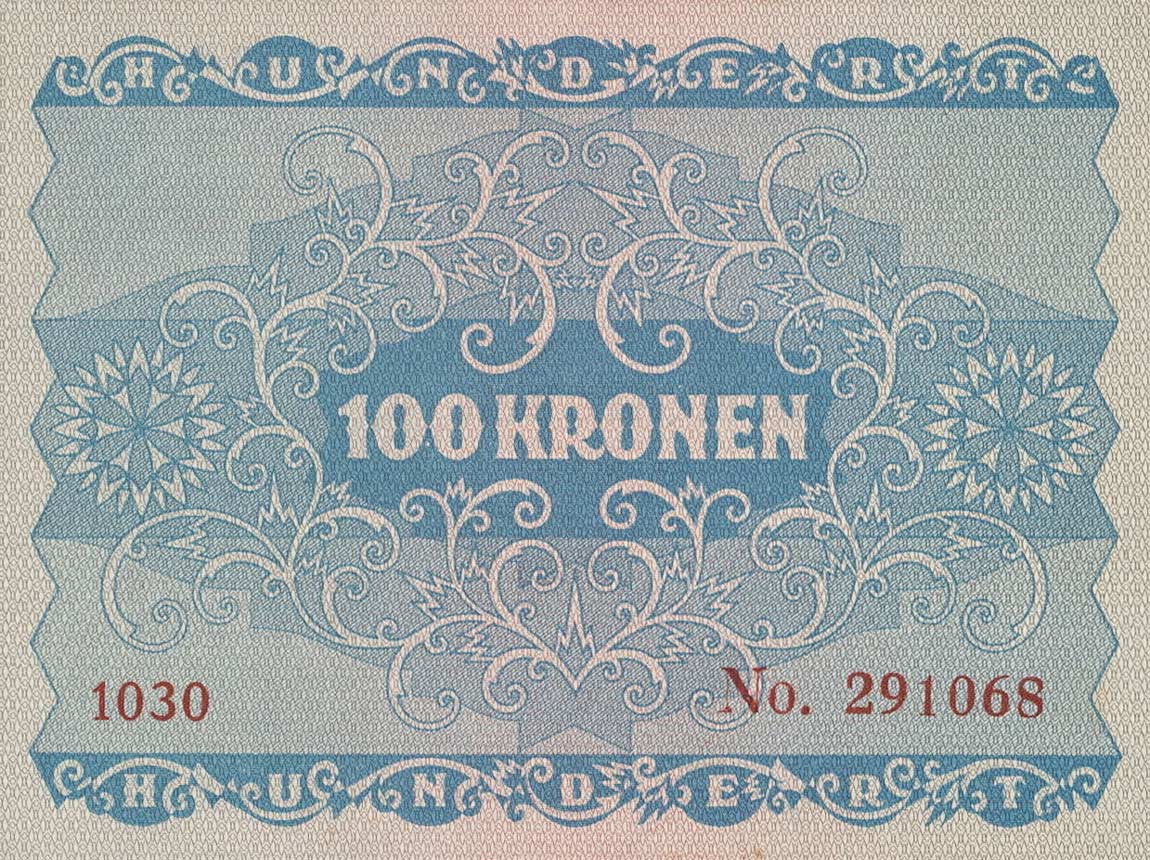 HUNDERT
100 KRONEN
1030 No. 291068
HUNDERT